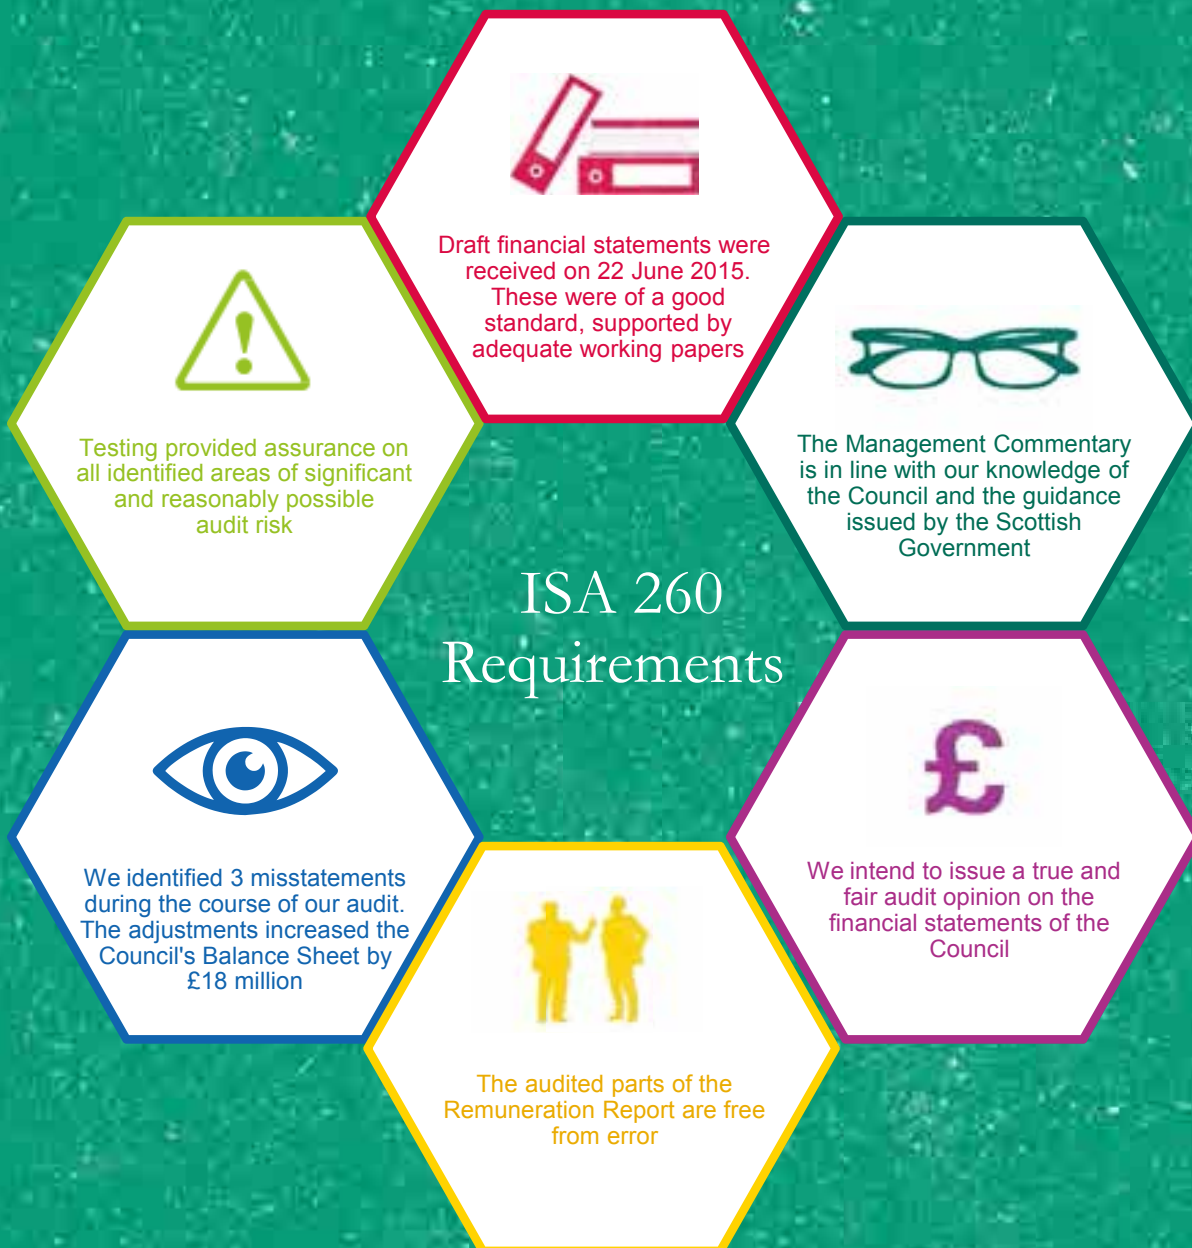 Draft financial statements were
received on 22 June 2015.
These were of a good
standard, supported by
adequate working papers
Testing provided assurance on
all identified areas of significant
and reasonably possible
audit risk
The Management Commentary
is in line with our knowledge of
the Council and the guidance
issued by the Scottish
Government
ISA 260
Requirements
We identified 3 misstatements
during the course of our audit.
The adjustments increased the
Council's Balance Sheet by
£18 million
£
We intend to issue a true and
fair audit opinion on the
financial statements of the
Council
The audited parts of the
Remuneration Report are free
from error